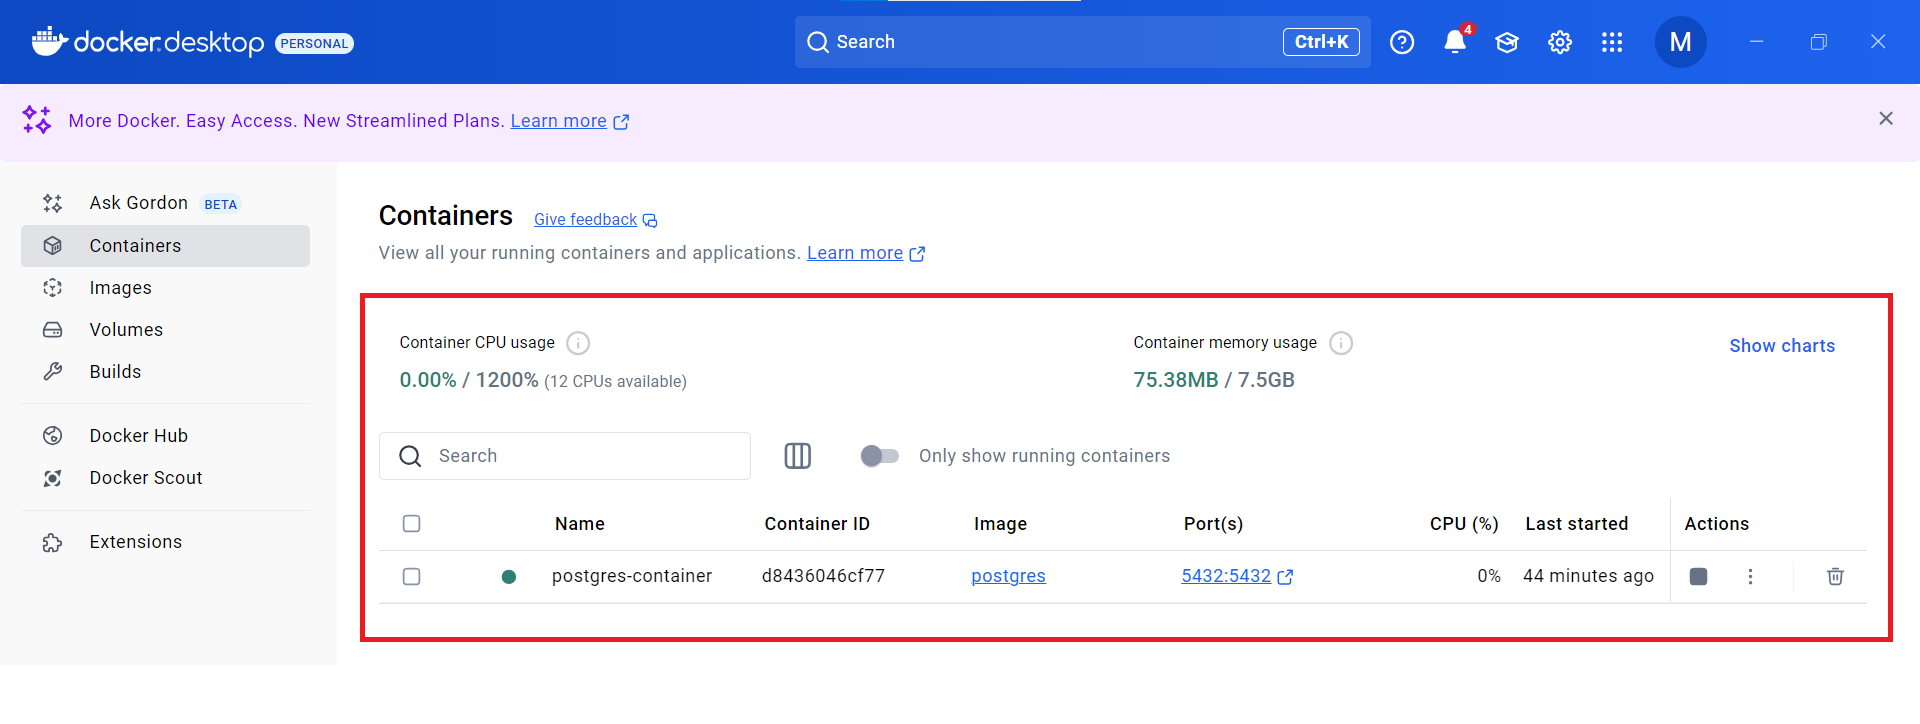 docker.desktop PERSONAL Search Ctrl+K 4 M
More Docker. Easy Access. New Streamlined Plans. Learn more
Ask Gordon BETA
Containers
Images
Volumes
Builds
Docker Hub
Docker Scout
Extensions
Containers Give feedback
View all your running containers and applications. Learn more
Container CPU usage Container memory usage Show charts
0.00% / 1200% (12 CPUs available) 75.38MB / 7.5GB
Search Only show running containers
Name Container ID Image Port(s) CPU (%) Last started Actions
postgres-container d8436046cf77 postgres 5432:5432 0% 44 minutes ago